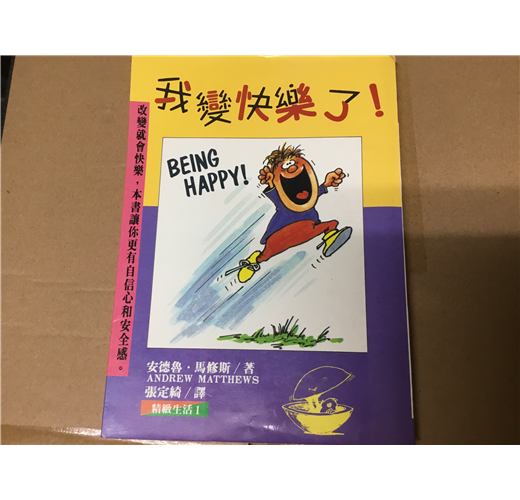 我變快樂了！
改變就會快樂，本書讓你更有自信心和安全感。
BEING
HAPPY!
安德魯·馬修斯/著
ANDREW MATTHEWS
張定綺/譯
精緻生活1